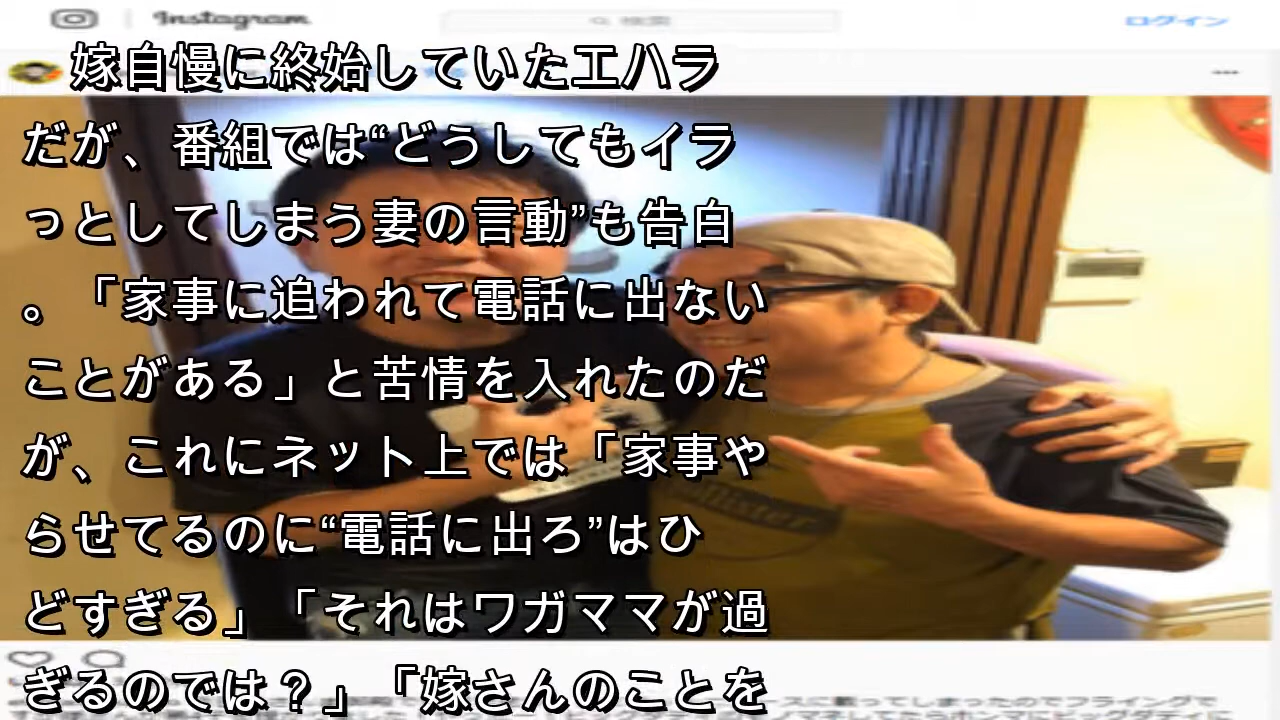 Instagram
検索
ログイン
嫁自慢に終始していたエハラ
だが、番組では“どうしてもイラ
っとしてしまう妻の言動”も告白
。「家事に追われて電話に出ない
ことがある」と苦情を入れたのだ
が、これにネット上では「家事や
らせてるのに“電話に出ろ”はひ
どすぎる」「それはワガママが過
ぎるのでは？」「嫁さんのことを